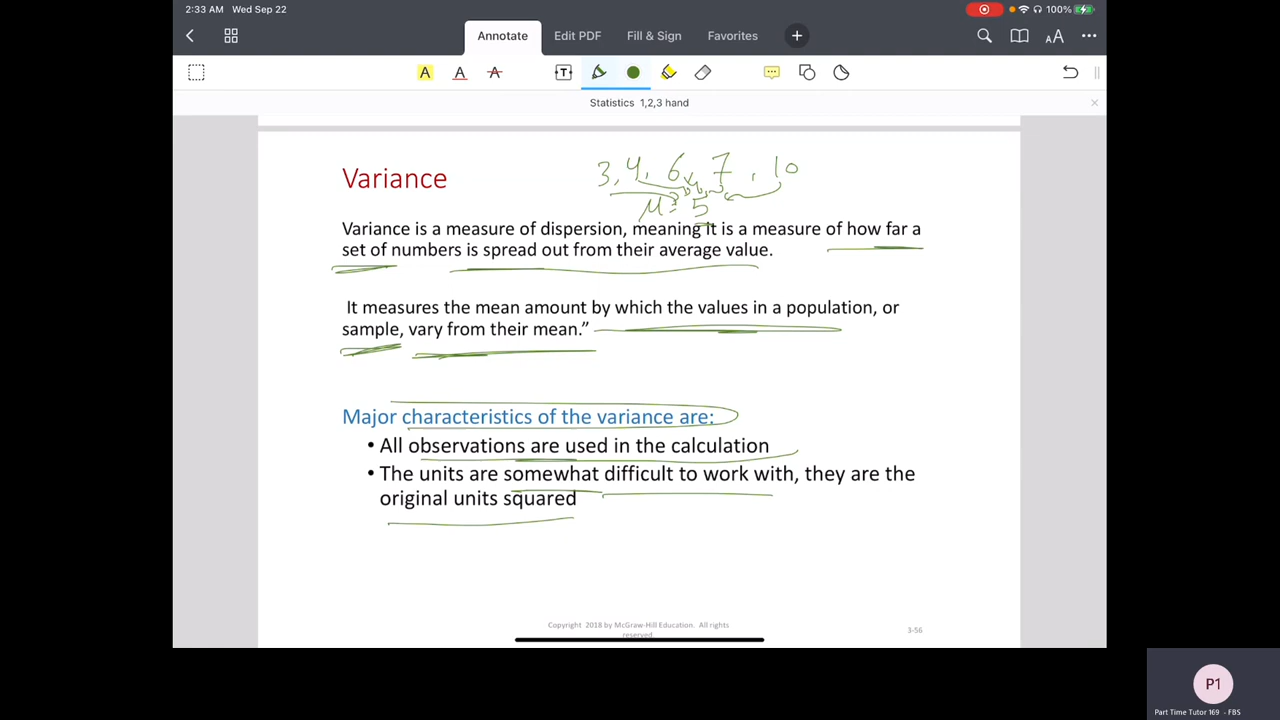 2:33 AM Wed Sep 22
100%
Annotate Edit PDF Fill & Sign Favorites
A A A T AA
Statistics 1,2,3 hand
3, 4, 6, 7, 10
μ = 5
Variance
Variance is a measure of dispersion, meaning it is a measure of how far a
set of numbers is spread out from their average value.
It measures the mean amount by which the values in a population, or
sample, vary from their mean.”
Major characteristics of the variance are:
• All observations are used in the calculation
• The units are somewhat difficult to work with, they are the
original units squared
Copyright 2018 by McGraw-Hill Education. All rights
reserved.
3-56
P1
Part Time Tutor 169 - FBS